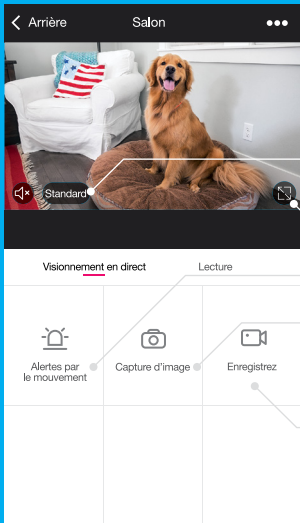 Arrière
Salon
Standard
Visionnement en direct
Lecture
Alertes par
le mouvement
Capture d'image
Enregistrez